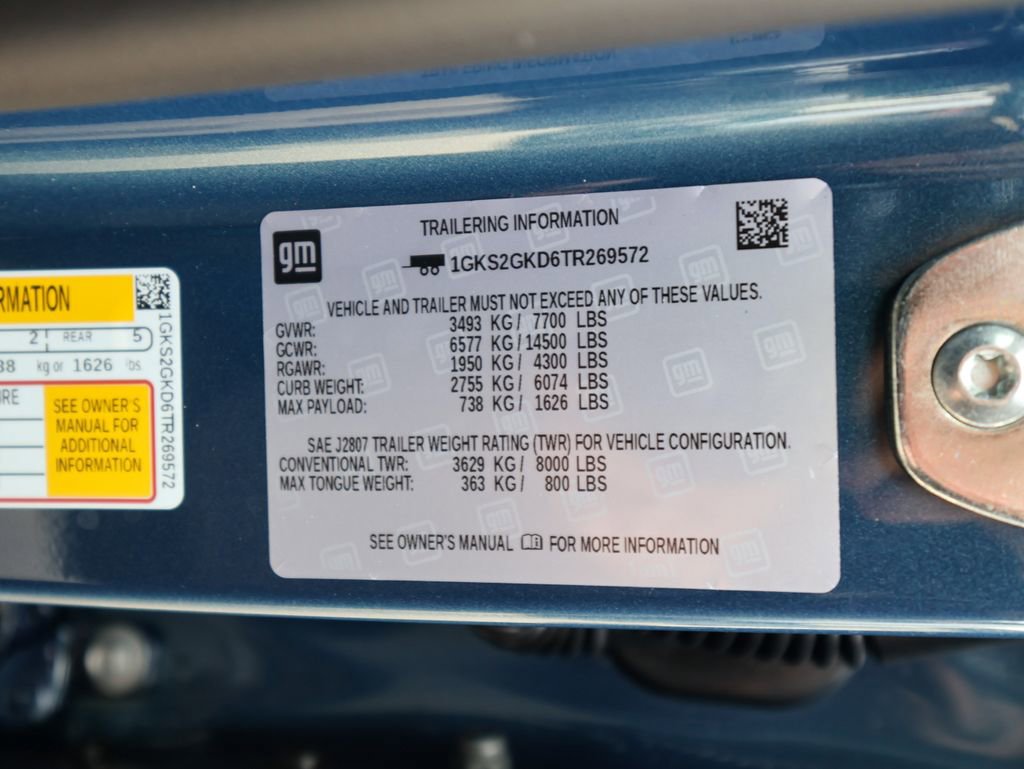 TRAILERING INFORMATION
gm
1GKS2GKD6TR269572
VEHICLE AND TRAILER MUST NOT EXCEED ANY OF THESE VALUES.
GVWR: 3493 KG/ 7700 LBS
GCWR: 6577 KG/ 14500 LBS
RGAWR: 1950 KG/ 4300 LBS
CURB WEIGHT: 2755 KG/ 6074 LBS
MAX PAYLOAD: 738 KG/ 1626 LBS
SAE J2807 TRAILER WEIGHT RATING (TWR) FOR VEHICLE CONFIGURATION.
CONVENTIONAL TWR: 3629 KG/ 8000 LBS
MAX TONGUE WEIGHT: 363 KG/ 800 LBS
SEE OWNER'S MANUAL FOR MORE INFORMATION
RMATION
2 REAR 5
38 kg or 1626 lbs
RE
SEE OWNER'S
MANUAL FOR
ADDITIONAL
INFORMATION
1GKS2GKD6TR269572